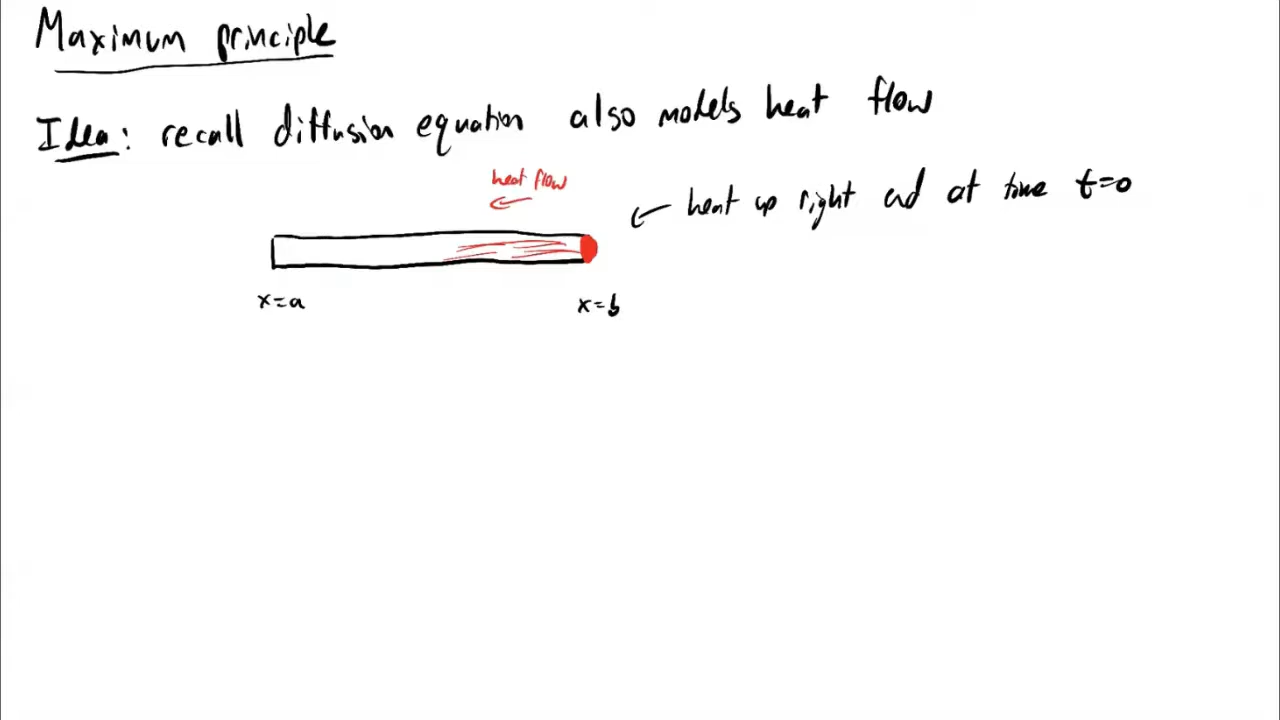 Maximum principle
Idea: recall diffusion equation also models heat flow
heat flow
heat up right end at time t=0
x=a
x=b